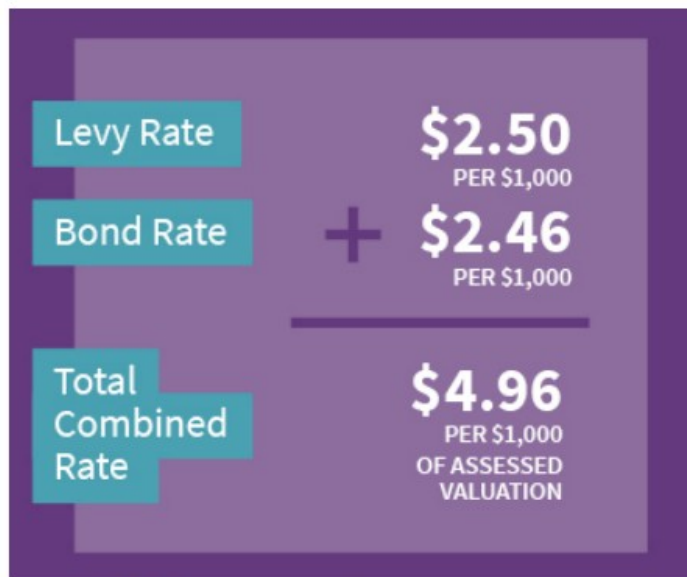 Levy Rate
$2.50
PER $1,000
Bond Rate
+ $2.46
PER $1,000
Total
Combined
Rate
$4.96
PER $1,000
OF ASSESSED
VALUATION